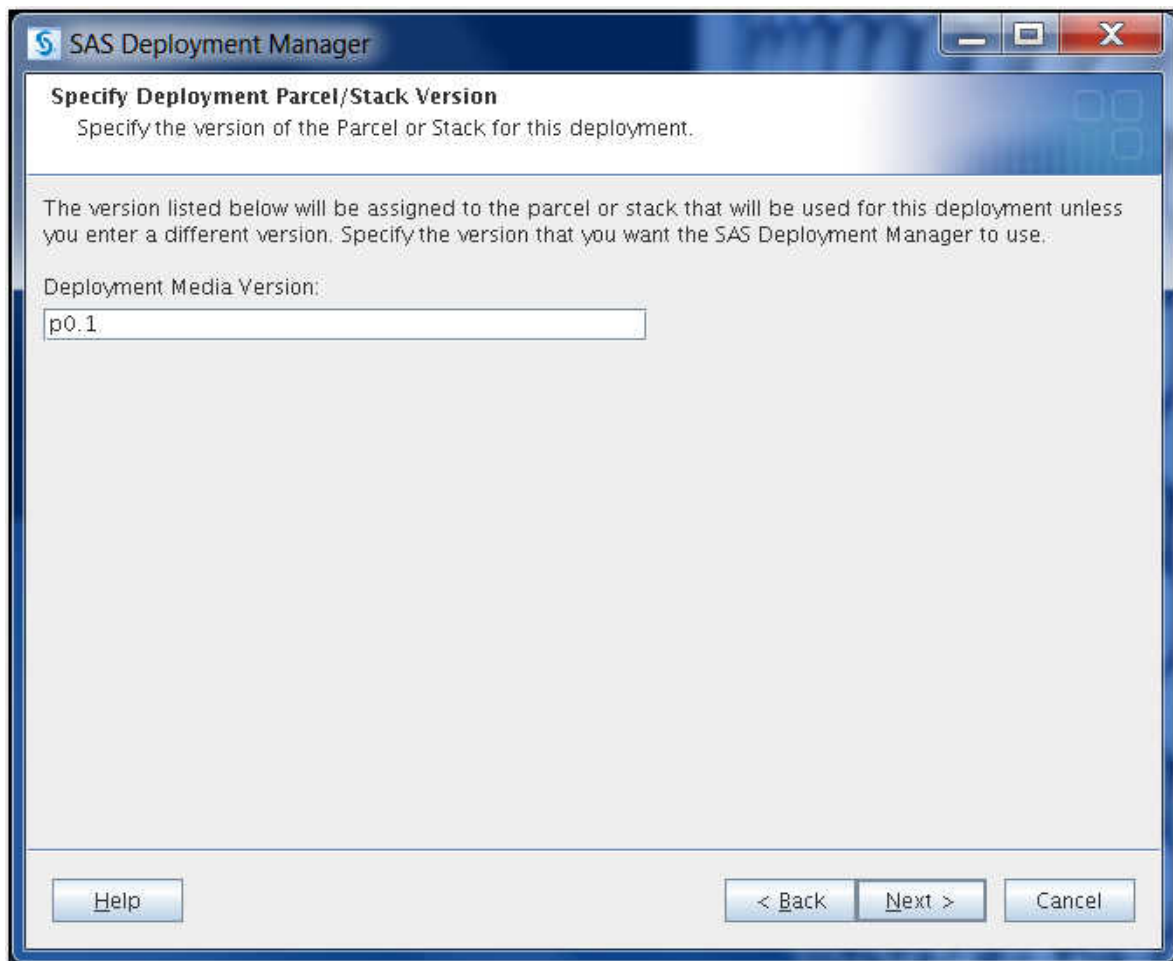 SAS Deployment Manager
Specify Deployment Parcel/Stack Version
Specify the version of the Parcel or Stack for this deployment.
The version listed below will be assigned to the parcel or stack that will be used for this deployment unless
you enter a different version. Specify the version that you want the SAS Deployment Manager to use.
Deployment Media Version:
p0.1
Help
< Back
Next >
Cancel